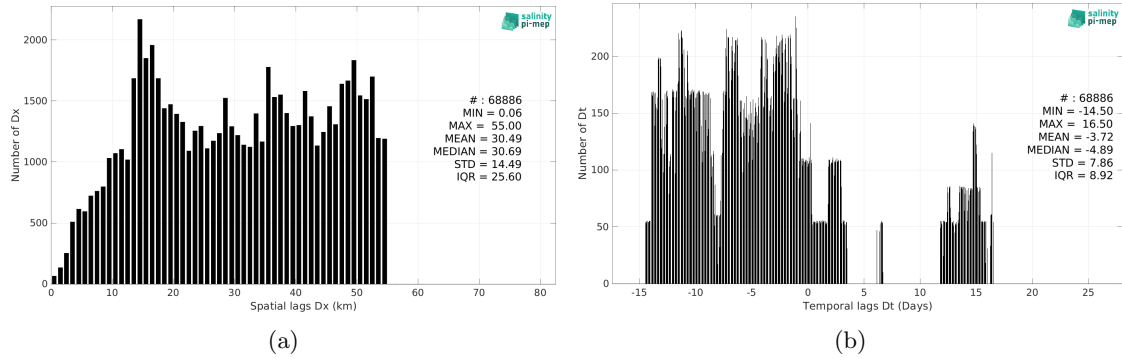 salinity
pi-mep
2000
1500
1000
500
0
Number of Dx
# : 68886
MIN = 0.06
MAX = 55.00
MEAN = 30.49
MEDIAN = 30.69
STD = 14.49
IQR = 25.60
0 10 20 30 40 50 60 70 80
Spatial lags Dx (km)
(a)
salinity
pi-mep
200
150
100
50
0
Number of Dt
# : 68886
MIN = -14.50
MAX = 16.50
MEAN = -3.72
MEDIAN = -4.89
STD = 7.86
IQR = 8.92
-15 -10 -5 0 5 10 15 20 25
Temporal lags Dt (Days)
(b)